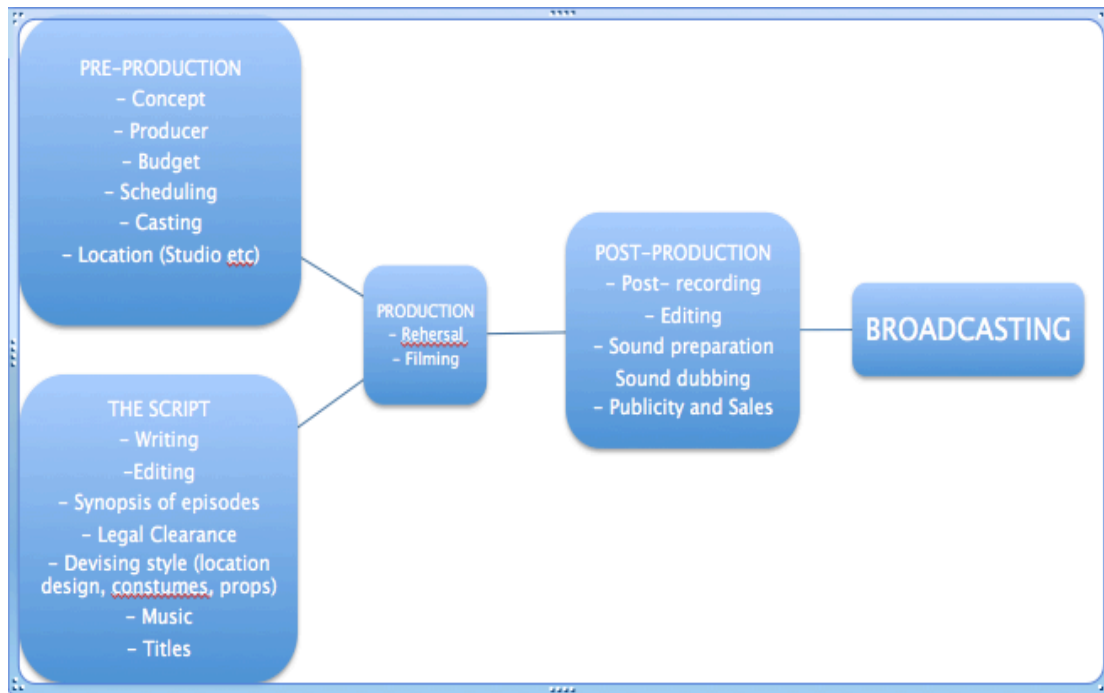 PRE-PRODUCTION
- Concept
- Producer
- Budget
- Scheduling
- Casting
- Location (Studio etc)
THE SCRIPT
- Writing
-Editing
- Synopsis of episodes
- Legal Clearance
- Devising style (location
design, constumes, props)
- Music
- Titles
PRODUCTION
- Rehersal
- Filming
POST-PRODUCTION
- Post- recording
- Editing
- Sound preparation
Sound dubbing
- Publicity and Sales
BROADCASTING